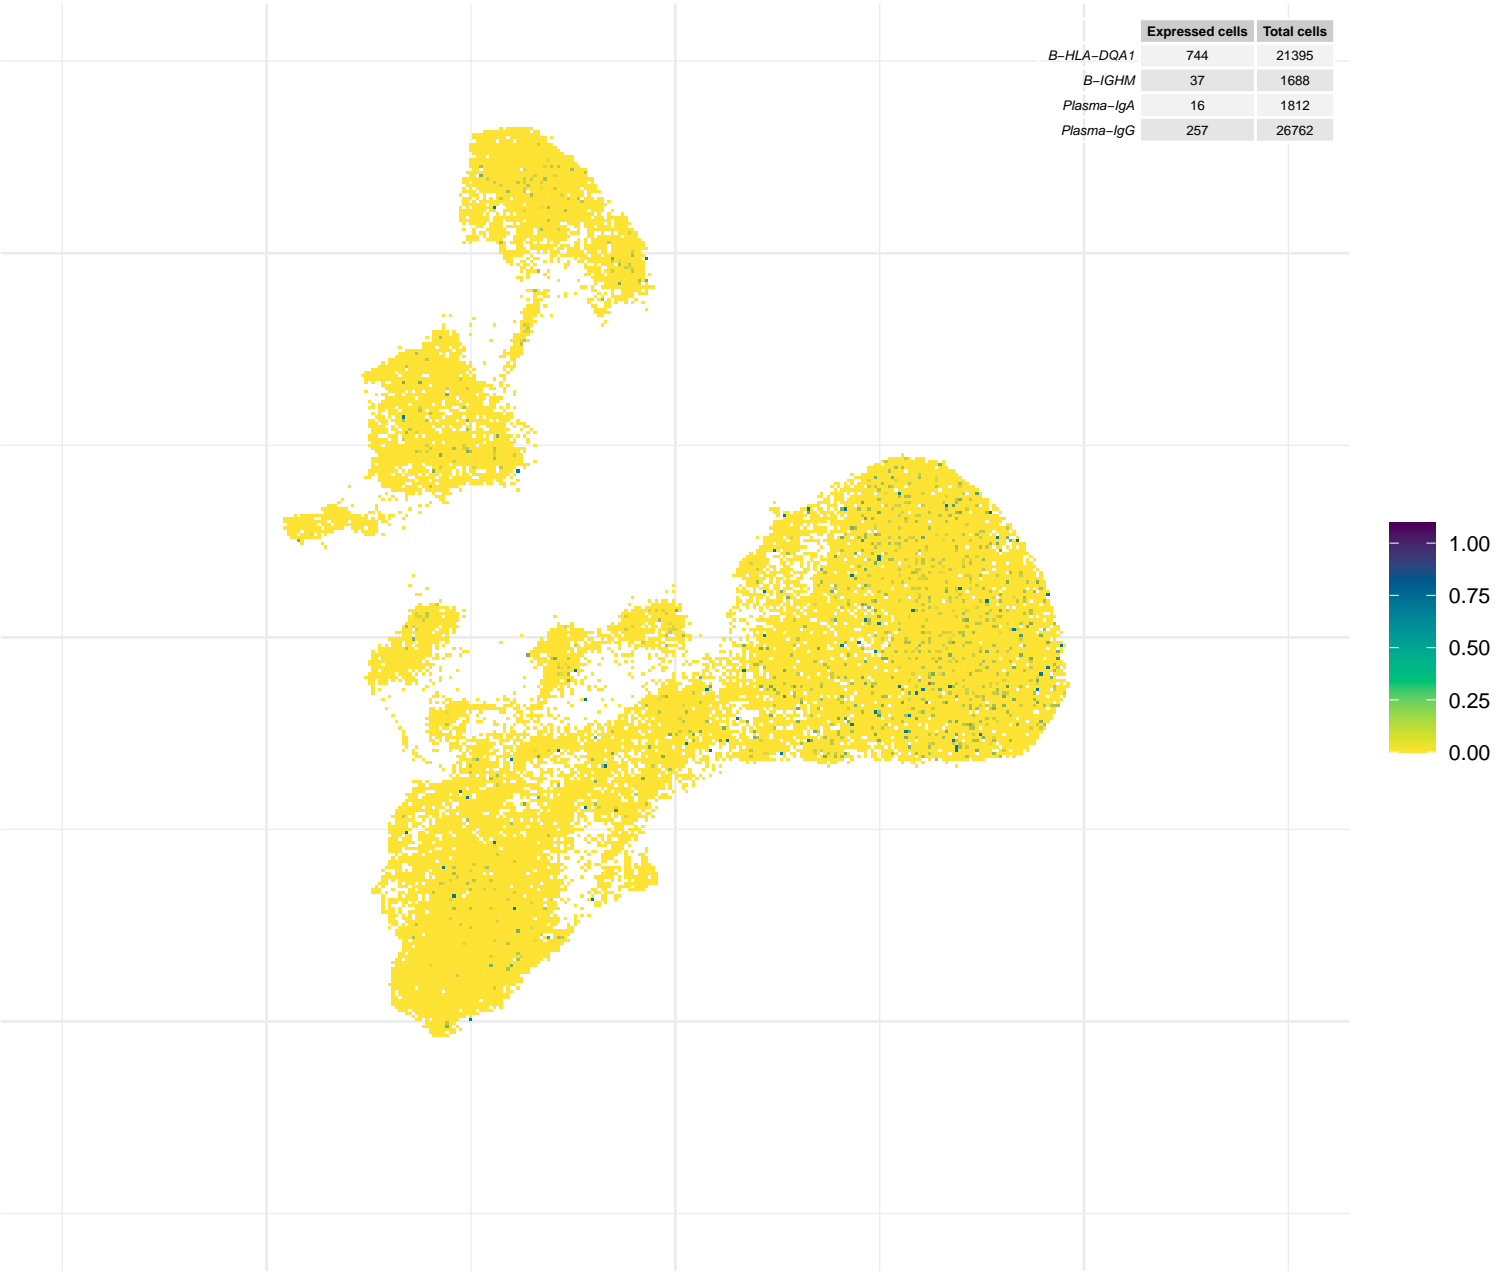 Expressed cells Total cells
B−HLA−DQA1 744 21395
B−IGHM 37 1688
Plasma−IgA 16 1812
Plasma−IgG 257 26762
1.00
0.75
0.50
0.25
0.00